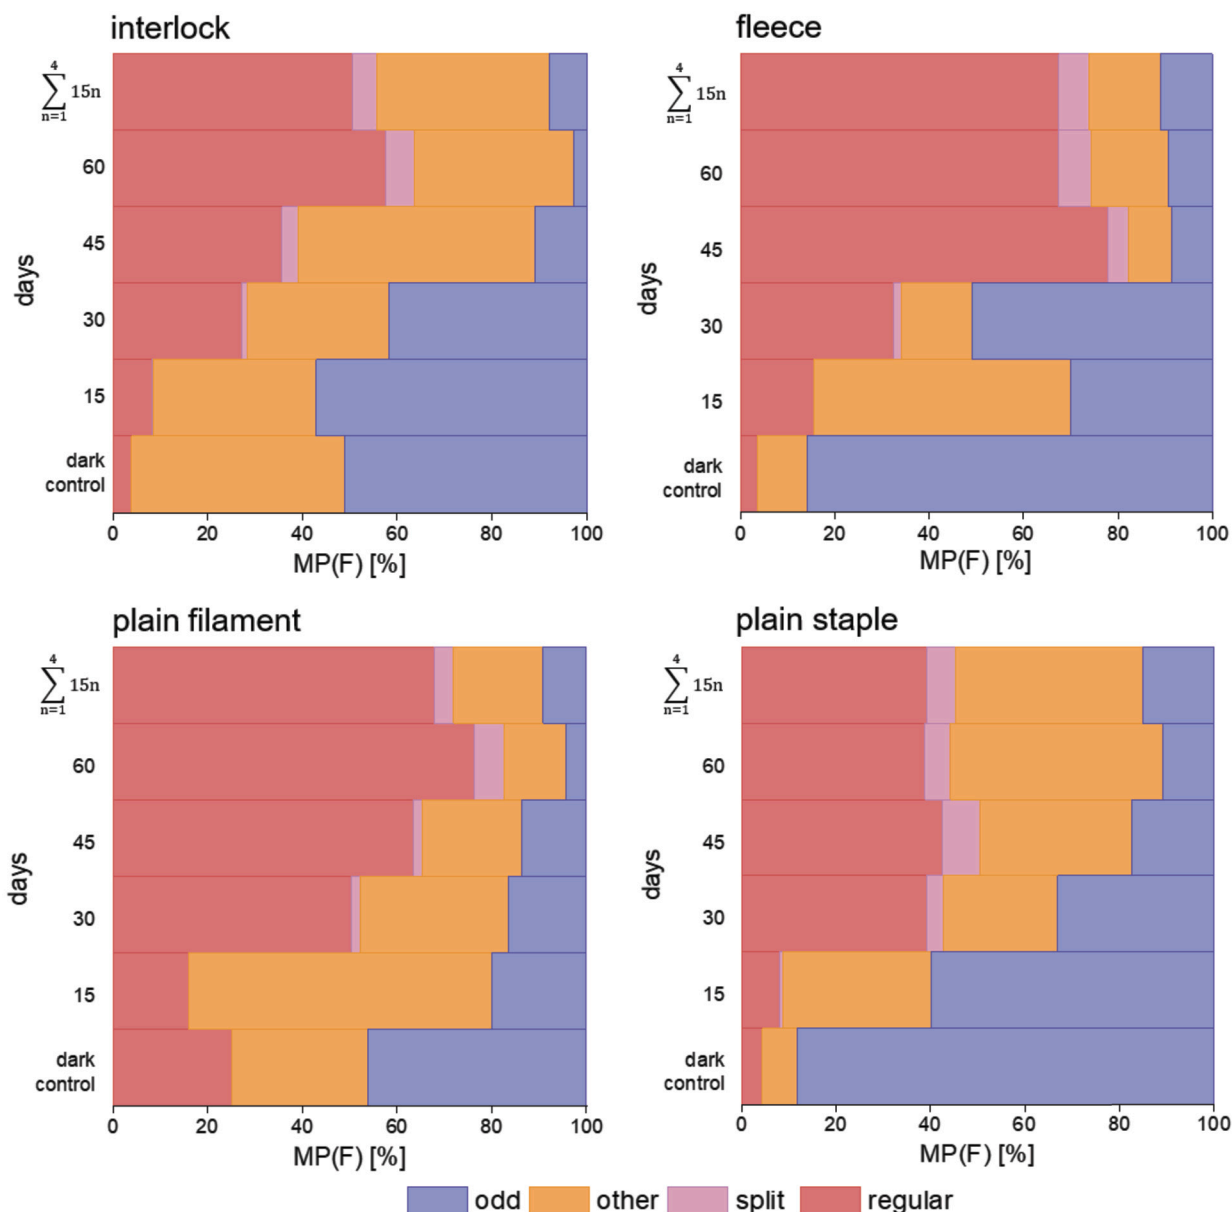 interlock
4
∑ 15n
n=1
60
45
30
15
dark
control
days
0 20 40 60 80 100
MP(F) [%]
fleece
4
∑ 15n
n=1
60
45
30
15
dark
control
days
0 20 40 60 80 100
MP(F) [%]
plain filament
4
∑ 15n
n=1
60
45
30
15
dark
control
days
0 20 40 60 80 100
MP(F) [%]
plain staple
4
∑ 15n
n=1
60
45
30
15
dark
control
days
0 20 40 60 80 100
MP(F) [%]
odd other split regular